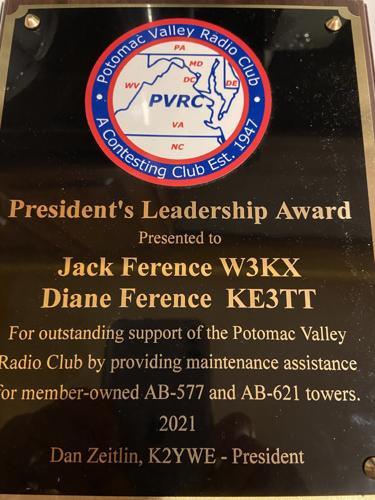 Potomac Valley Radio Club
PA
MD
WV
DC
DE
PVRC
VA
NC
A Contesting Club Est. 1947
President's Leadership Award
Presented to
Jack Ference W3KX
Diane Ference KE3TT
For outstanding support of the Potomac Valley
Radio Club by providing maintenance assistance
for member-owned AB-577 and AB-621 towers.
2021
Dan Zeitlin, K2YWE - President